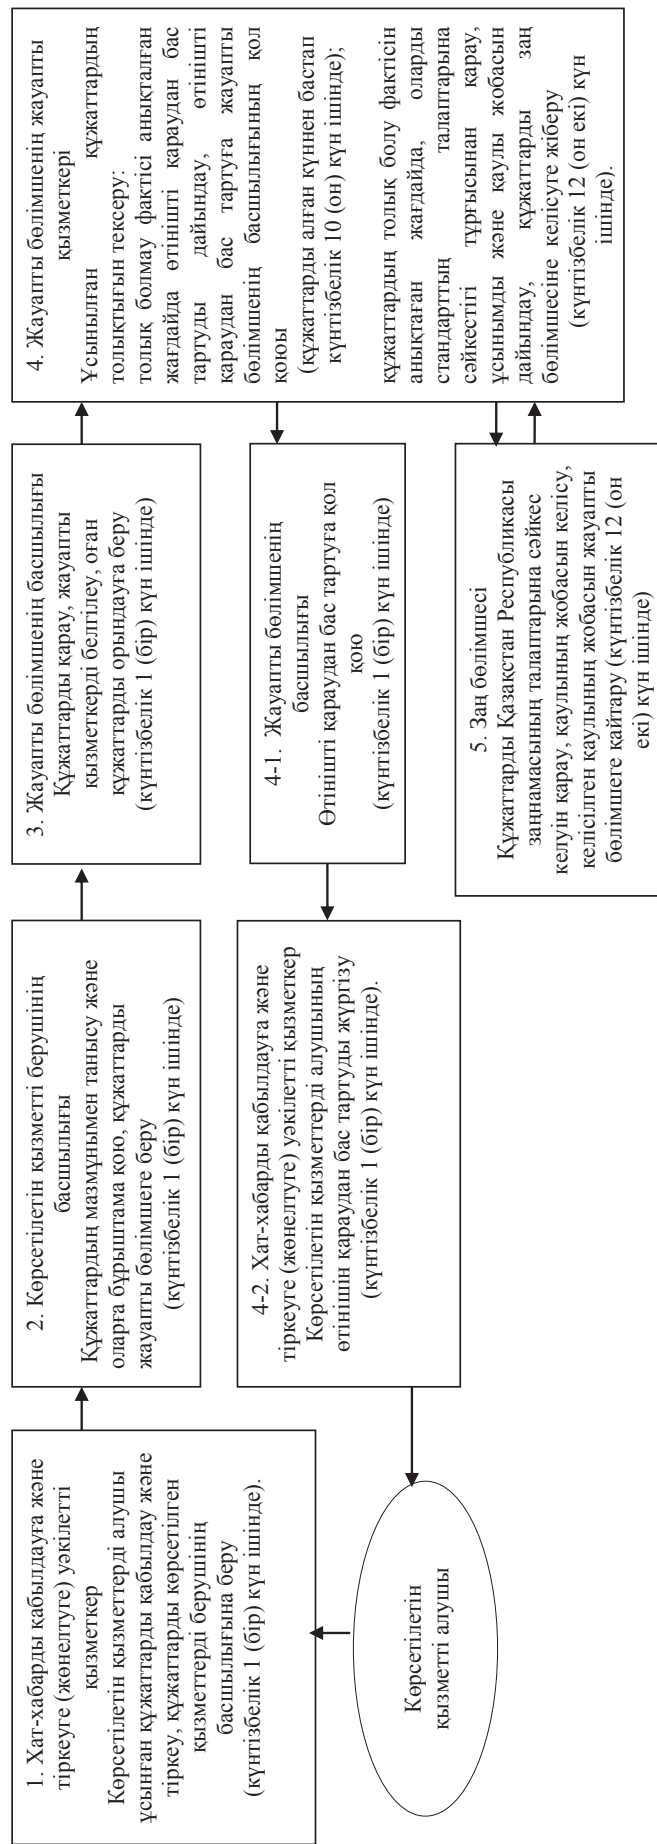 1. Хат-хабарды қабылдауға және
тіркеуге (жөнелтуге) уәкілетті
қызметкер
Көрсетілетін қызметтерді алушы
ұсынған құжаттарды қабылдау және
тіркеу, құжаттарды көрсетілген
қызметтерді берушінің
басшылығына беру
(күнтізбелік 1 (бір) күн ішінде).
2. Көрсетілетін қызметті берушінің
басшылығы
Құжаттардың мазмұнымен танысу және
оларға бұрыштама қою, құжаттарды
жауапты бөлімшеге беру
(күнтізбелік 1 (бір) күн ішінде)
3. Жауапты бөлімшенің басшылығы
Құжаттарды қарау, жауапты
қызметкерді белгілеу, оған
құжаттарды орындауға беру
(күнтізбелік 1 (бір) күн ішінде)
4. Жауапты бөлімшенің жауапты
қызметкері
Ұсынылған құжаттардың
толықтығын тексеру:
толық болмау фактісі анықталған
жағдайда өтінішті қараудан бас
тартуды дайындау, өтінішті
қараудан бас тартуға жауапты
бөлімшенің басшылығының қол
қоюы
(құжаттарды алған күннен бастап
күнтізбелік 10 (он) күн ішінде);
құжаттардың толық болу фактісін
анықтаған жағдайда, оларды
стандарттың талаптарына
сәйкестігі тұрғысынан қарау,
ұсынымды және қаулы жобасын
дайындау, құжаттарды заң
бөлімшесіне келісуге жіберу
(күнтізбелік 12 (он екі) күн
ішінде).
4-1. Жауапты бөлімшенің
басшылығы
Өтінішті қараудан бас тартуға қол
қою
(күнтізбелік 1 (бір) күн ішінде)
4-2. Хат-хабарды қабылдауға және
тіркеуге (жөнелтуге) уәкілетті қызметкер
Көрсетілетін қызметтерді алушының
өтінішін қараудан бас тартуды жүргізу
(күнтізбелік 1 (бір) күн ішінде).
5. Заң бөлімшесі
Құжаттарды Қазақстан Республикасы
заңнамасының талаптарына сәйкес
келуін қарау, қаулының жобасын келісу,
келісілген қаулының жобасын жауапты
бөлімшеге қайтару (күнтізбелік 12 (он
екі) күн ішінде)
Көрсетілетін
қызметті алушы